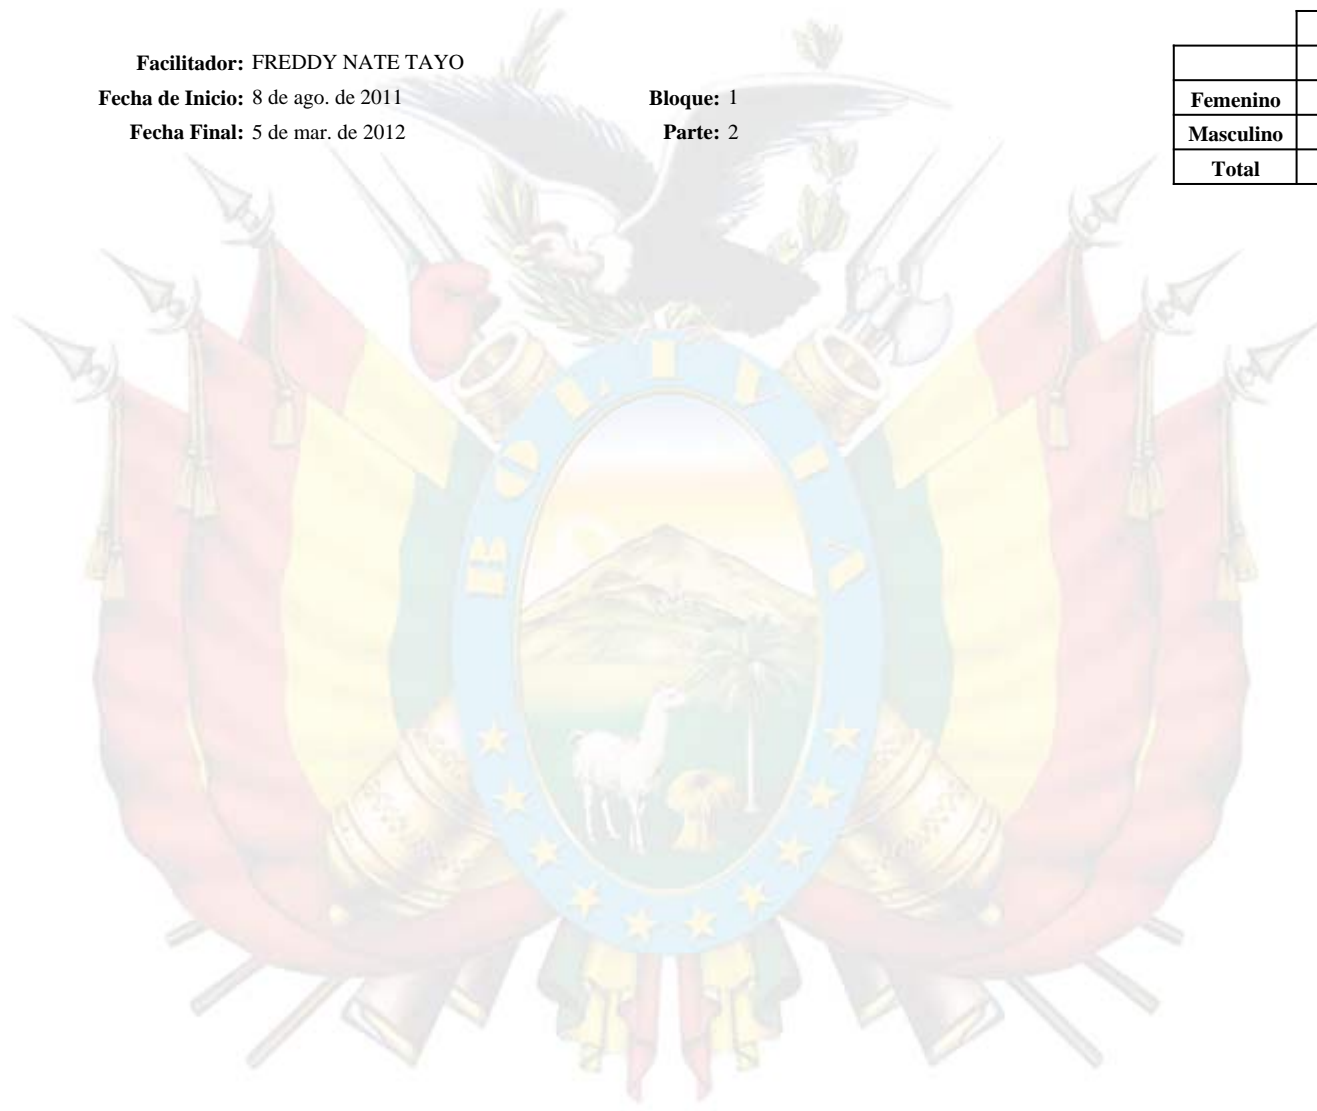 Facilitador: FREDDY NATE TAYO
Fecha de Inicio: 8 de ago. de 2011 Bloque: 1
Fecha Final: 5 de mar. de 2012 Parte: 2
Femenino
Masculino
Total
BOLIVIA